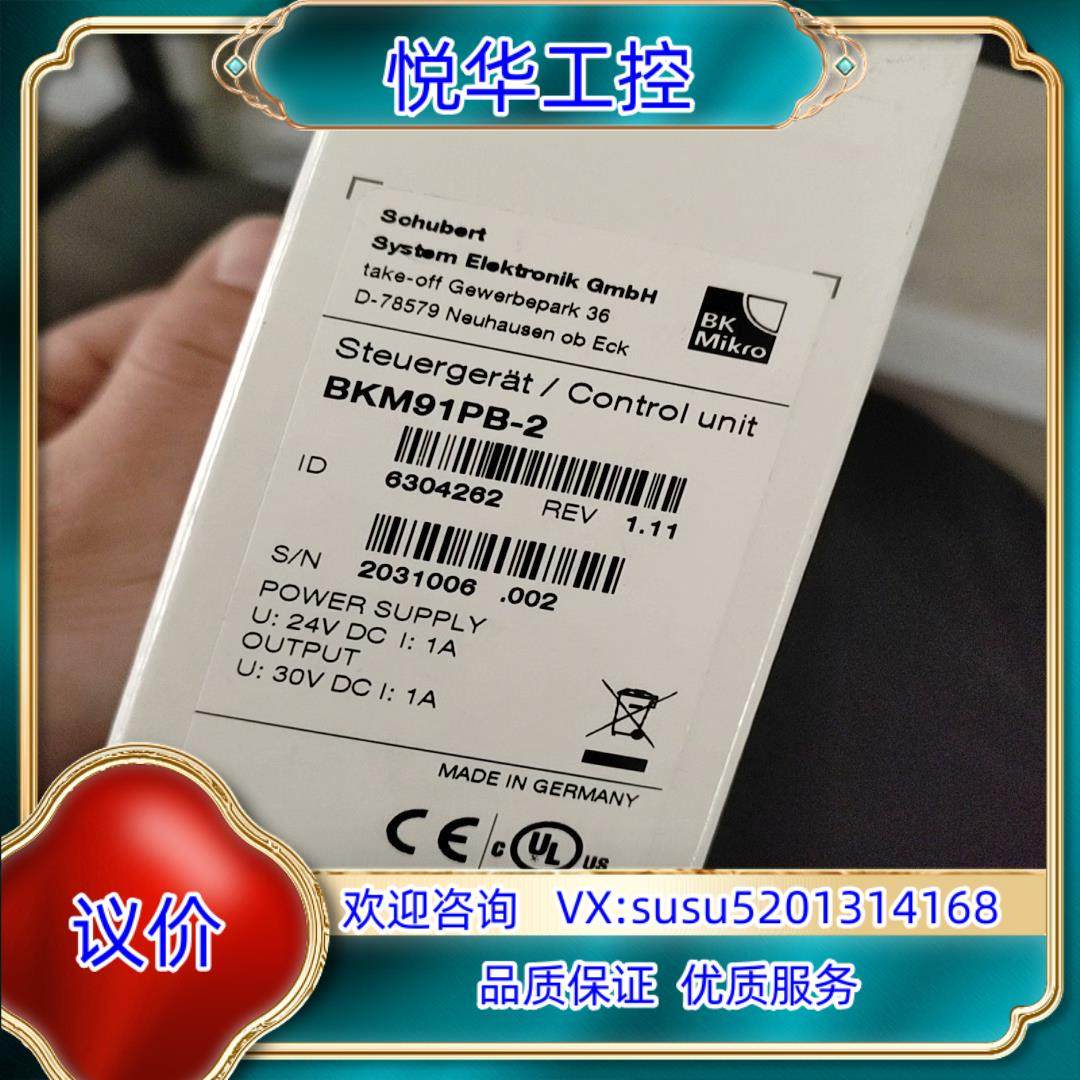 悦华工控
Schubert
System Elektronik GmbH
take-off Gewerbepark 36
D-78579 Neuhausen ob Eck
BK
Mikro
Steuergerät / Control unit
BKM91PB-2
ID
6304262 REV 1.11
S/N
2031006 .002
POWER SUPPLY
U: 24V DC I: 1A
OUTPUT
U: 30V DC I: 1A
MADE IN GERMANY
CE
c UL us
议价
欢迎咨询 VX:susu5201314168
品质保证 优质服务